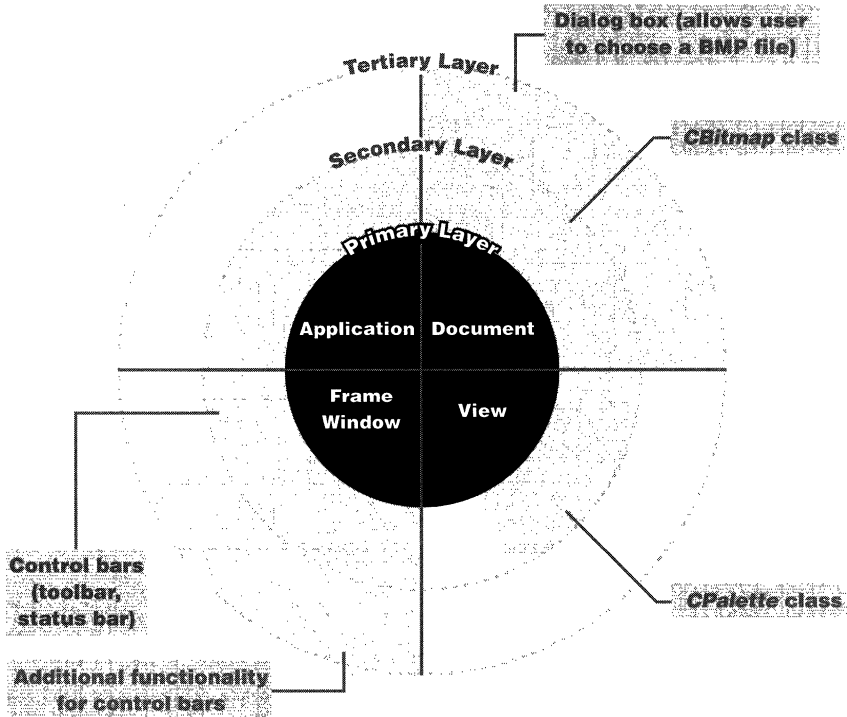 Dialog box (allows user
to choose a BMP file)
Tertiary Layer
CBitmap class
Secondary Layer
Primary Layer
Application
Document
Frame
Window
View
Control bars
(toolbar,
status bar)
CPalette class
Additional functionality
for control bars